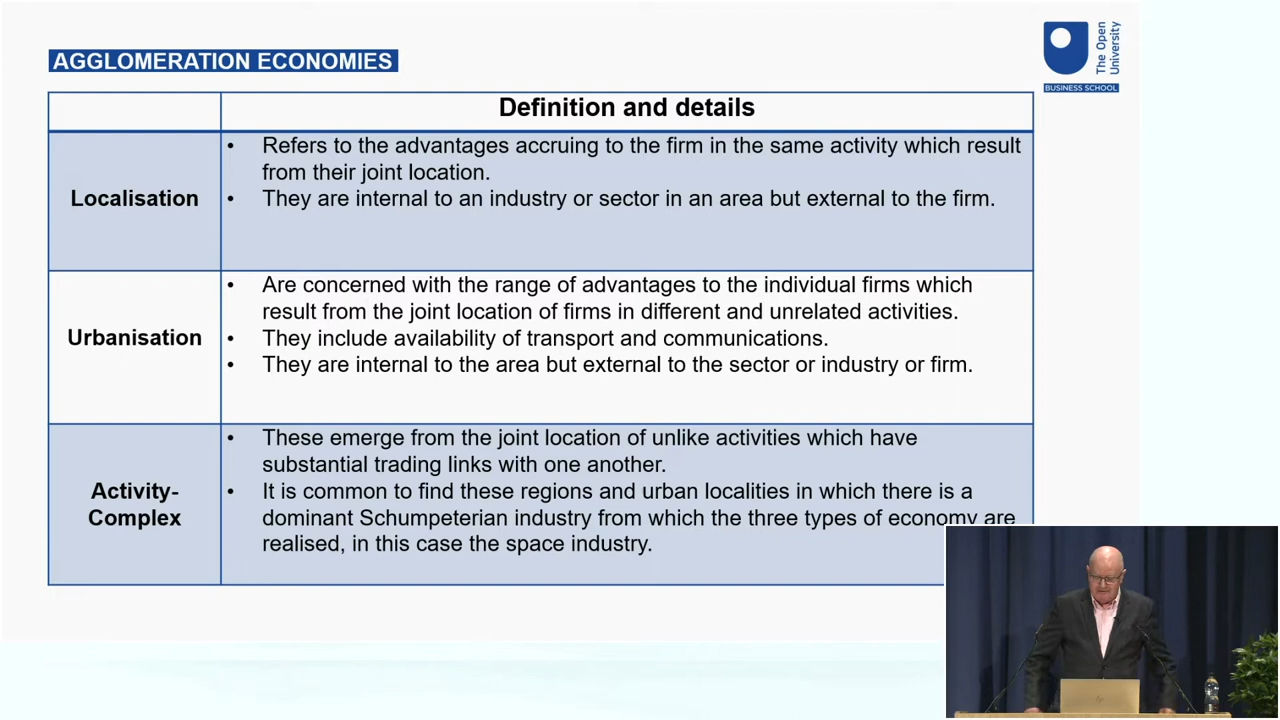 AGGLOMERATION ECONOMIES
The Open
University
BUSINESS SCHOOL
Definition and details
Localisation
• Refers to the advantages accruing to the firm in the same activity which result
from their joint location.
• They are internal to an industry or sector in an area but external to the firm.
Urbanisation
• Are concerned with the range of advantages to the individual firms which
result from the joint location of firms in different and unrelated activities.
• They include availability of transport and communications.
• They are internal to the area but external to the sector or industry or firm.
Activity-
Complex
• These emerge from the joint location of unlike activities which have
substantial trading links with one another.
• It is common to find these regions and urban localities in which there is a
dominant Schumpeterian industry from which the three types of economy are
realised, in this case the space industry.